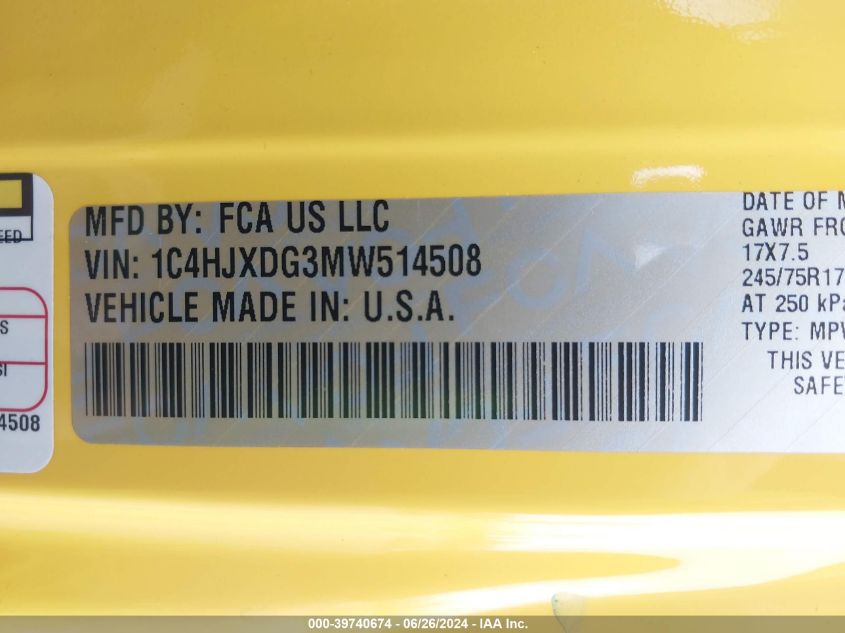 EED
S
SI
4508
MFD BY: FCA US LLC
VIN: 1C4HJXDG3MW514508
VEHICLE MADE IN: U.S.A.
DATE OF M
GAWR FRO
17X7.5
245/75R17
AT 250 kPa
TYPE: MPV
THIS VE
SAFE
000-39740674 / 06/26/2024 - IAA Inc.